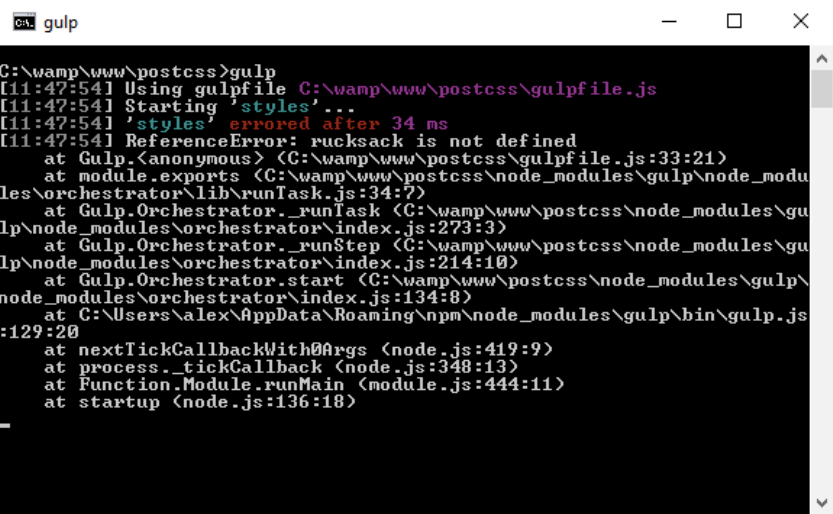 gulp
C:\wamp\www\postcss>gulp
[11:47:54] Using gulpfile C:\wamp\www\postcss\gulpfile.js
[11:47:54] Starting 'styles'...
[11:47:54] 'styles' errored after 34 ms
[11:47:54] ReferenceError: rucksack is not defined
    at Gulp.<anonymous> (C:\wamp\www\postcss\gulpfile.js:33:21)
    at module.exports (C:\wamp\www\postcss\node_modules\gulp\node_modu
les\orchestrator\lib\runTask.js:34:7)
    at Gulp.Orchestrator._runTask (C:\wamp\www\postcss\node_modules\gu
lp\node_modules\orchestrator\index.js:273:3)
    at Gulp.Orchestrator._runStep (C:\wamp\www\postcss\node_modules\gu
lp\node_modules\orchestrator\index.js:214:10)
    at Gulp.Orchestrator.start (C:\wamp\www\postcss\node_modules\gulp\
node_modules\orchestrator\index.js:134:8)
    at C:\Users\alex\AppData\Roaming\npm\node_modules\gulp\bin\gulp.js
:129:20
    at nextTickCallbackWith0Args (node.js:419:9)
    at process._tickCallback (node.js:348:13)
    at Function.Module.runMain (module.js:444:11)
    at startup (node.js:136:18)